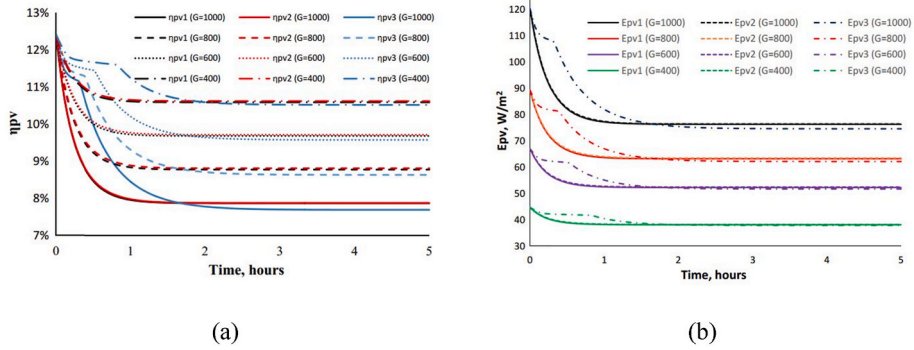 13%
12%
11%
10%
9%
8%
7%
ηpv
ηpv1 (G=1000) ηpv2 (G=1000) ηpv3 (G=1000)
ηpv1 (G=800) ηpv2 (G=800) ηpv3 (G=800)
ηpv1 (G=600) ηpv2 (G=600) ηpv3 (G=600)
ηpv1 (G=400) ηpv2 (G=400) ηpv3 (G=400)
0 1 2 3 4 5
Time, hours
(a)
120
110
100
90
80
70
60
50
40
30
Epv, W/m²
Epv1 (G=1000) Epv2 (G=1000) Epv3 (G=1000)
Epv1 (G=800) Epv2 (G=800) Epv3 (G=800)
Epv1 (G=600) Epv2 (G=600) Epv3 (G=600)
Epv1 (G=400) Epv2 (G=400) Epv3 (G=400)
0 1 2 3 4 5
Time, hours
(b)